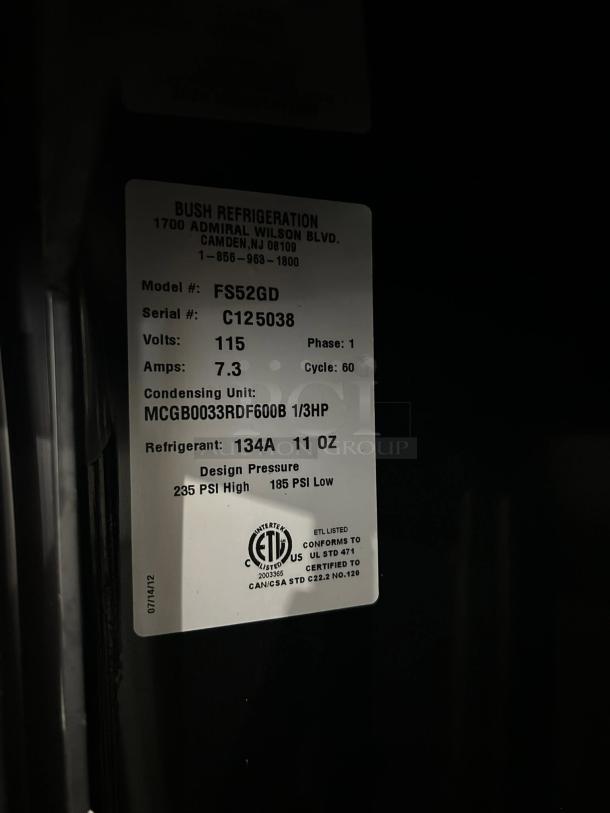 BUSH REFRIGERATION
1700 ADMIRAL WILSON BLVD.
CAMDEN, NJ 08109
1-856-963-1800
Model #: FS52GD
Serial #: C125038
Volts: 115 Phase: 1
Amps: 7.3 Cycle: 60
Condensing Unit:
MCGB0033RDF600B 1/3HP
Refrigerant: 134A 11 OZ
Design Pressure
235 PSI High 185 PSI Low
INTERTEK
ETL
LISTED
C US
2003365
ETL LISTED
CONFORMS TO
UL STD 471
CERTIFIED TO
CAN/CSA STD C22.2 NO.120
07/14/12
PCI
AUCTION GROUP